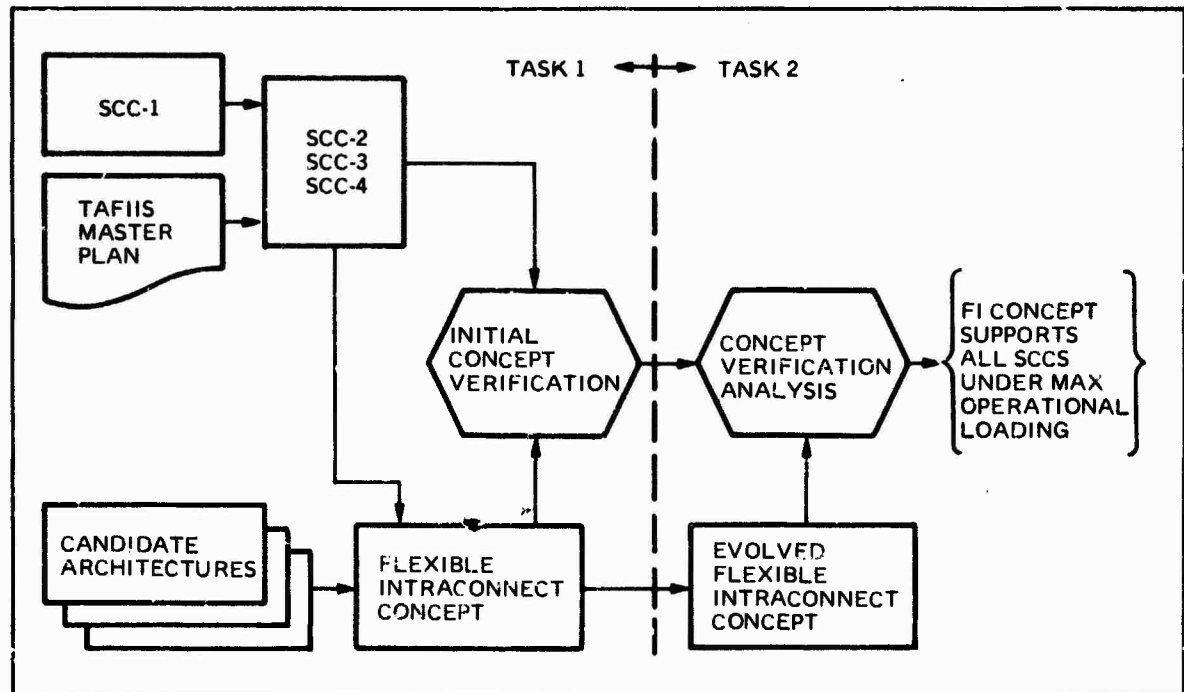 TASK 1
TASK 2
SCC-1
SCC-2
SCC-3
SCC-4
TAFIIS
MASTER
PLAN
INITIAL
CONCEPT
VERIFICATION
CONCEPT
VERIFICATION
ANALYSIS
FI CONCEPT
SUPPORTS
ALL SCCS
UNDER MAX
OPERATIONAL
LOADING
CANDIDATE
ARCHITECTURES
FLEXIBLE
INTRACONNECT
CONCEPT
EVOLVED
FLEXIBLE
INTRACONNECT
CONCEPT